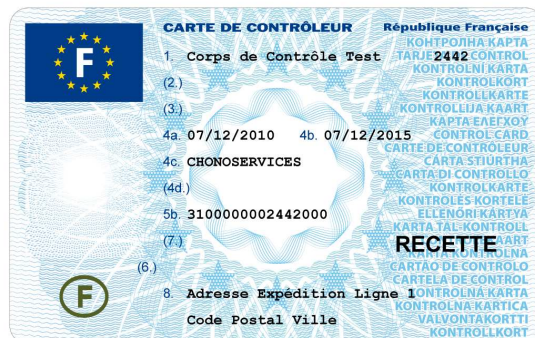 CARTE DE CONTRÔLEUR République Française
F
1. Corps de Contrôle Test 2442
(2.)
(3.)
4a. 07/12/2010 4b. 07/12/2015
4c. CHONOSERVICES
(4d.)
5b. 3100000002442000
(7.)
RECETTE
(6.)
F
8. Adresse Expédition Ligne 1
Code Postal Ville
КОНТРОЛНА КАРТА
TARJE CONTROL
KONTROLNÍ KARTA
KONTROLKORT
KONTROLLKARTE
KONTROLLIJA KAART
ΚΑΡΤΑ ΕΛΕΓΧΟΥ
CONTROL CARD
CARTE DE CONTRÔLEUR
CÁRTA STIÚRTHA
CARTA DI CONTROLLO
KONTROLKARTE
KONTROLĖS KORTELĖ
ELLENŐRI KÁRTYA
KARTA TAL-KONTROLL
KARTA KONTROLNA
CARTÃO DE CONTROLO
CARTELA DE CONTROL
KONTROLNÁ KARTA
KONTROLNA KARTICA
VALVONTAKORTTI
KONTROLLKORT